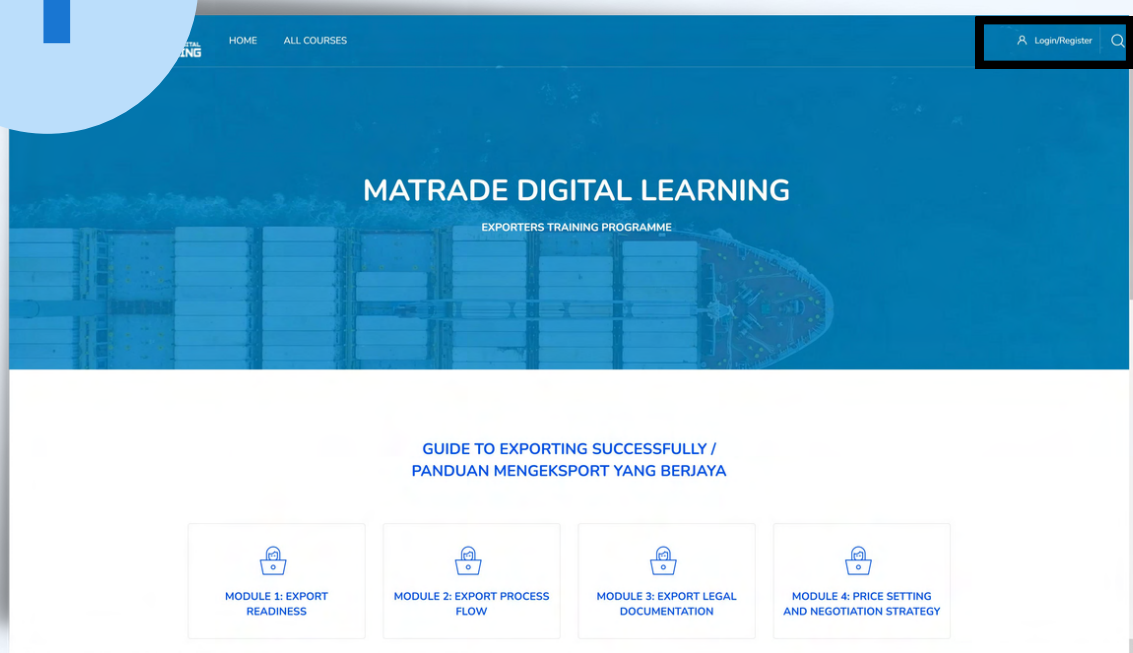 HOME ALL COURSES
Login/Register
MATRADE DIGITAL LEARNING
EXPORTERS TRAINING PROGRAMME
GUIDE TO EXPORTING SUCCESSFULLY /
PANDUAN MENGEKSPORT YANG BERJAYA
MODULE 1: EXPORT
READINESS
MODULE 2: EXPORT PROCESS
FLOW
MODULE 3: EXPORT LEGAL
DOCUMENTATION
MODULE 4: PRICE SETTING
AND NEGOTIATION STRATEGY